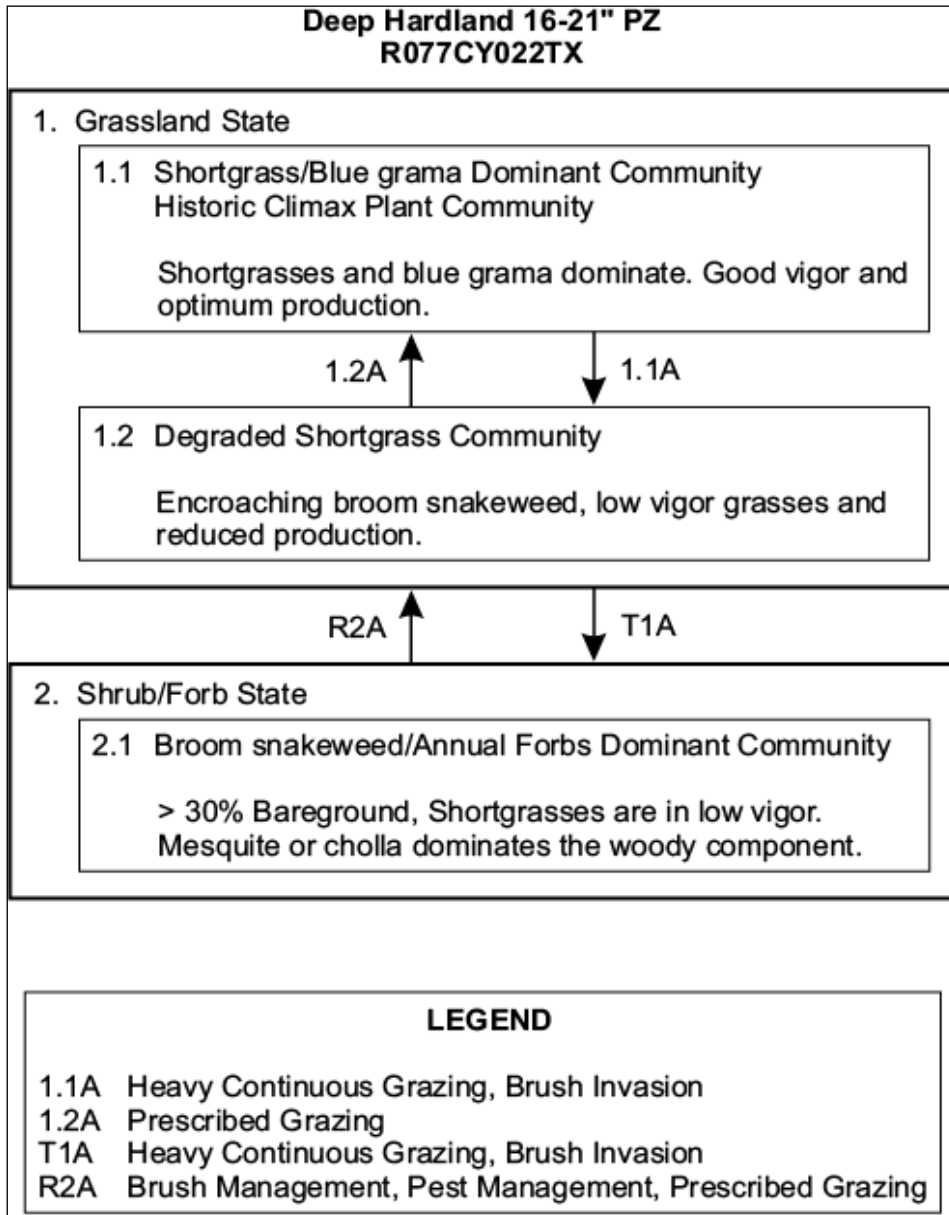 Deep Hardland 16-21" PZ
R077CY022TX
1. Grassland State
1.1 Shortgrass/Blue grama Dominant Community
Historic Climax Plant Community
Shortgrasses and blue grama dominate. Good vigor and
optimum production.
1.2A
1.1A
1.2 Degraded Shortgrass Community
Encroaching broom snakeweed, low vigor grasses and
reduced production.
R2A
T1A
2. Shrub/Forb State
2.1 Broom snakeweed/Annual Forbs Dominant Community
> 30% Bareground, Shortgrasses are in low vigor.
Mesquite or cholla dominates the woody component.
LEGEND
1.1A Heavy Continuous Grazing, Brush Invasion
1.2A Prescribed Grazing
T1A Heavy Continuous Grazing, Brush Invasion
R2A Brush Management, Pest Management, Prescribed Grazing